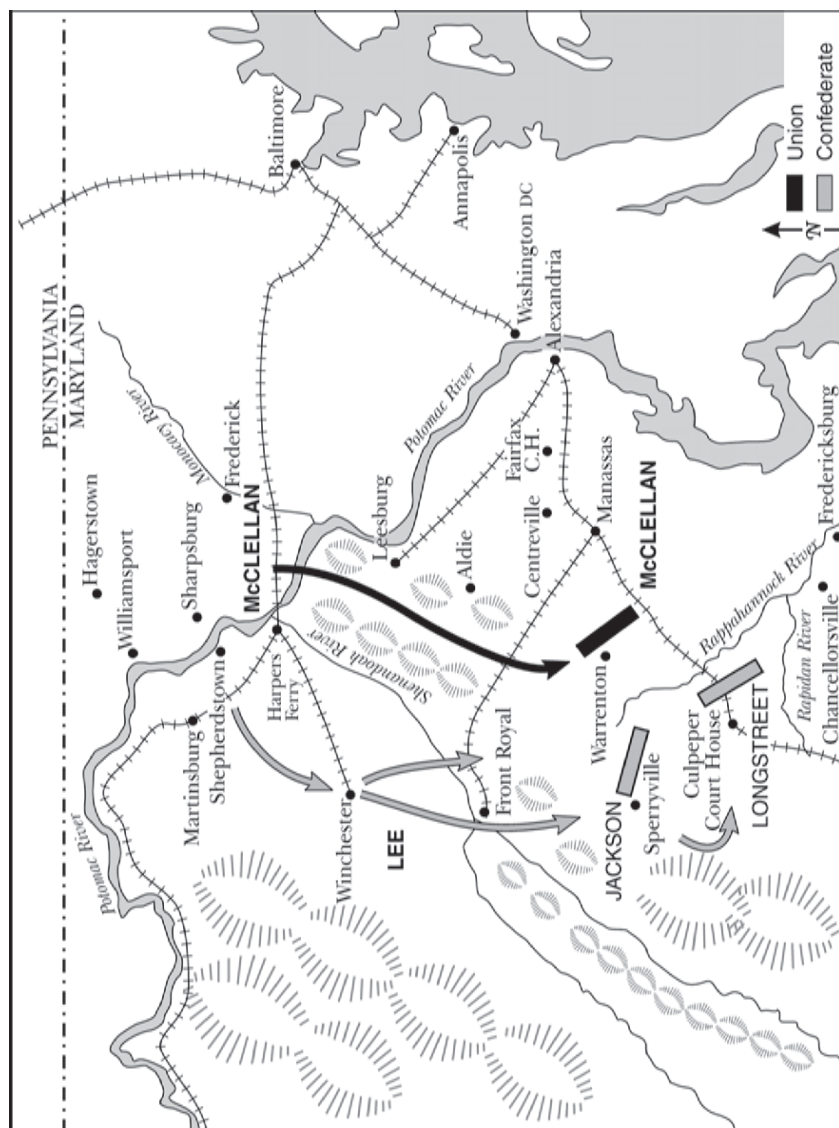 PENNSYLVANIA
MARYLAND
Hagerstown
Williamsport
Sharpsburg
Monocacy River
Frederick
Baltimore
Annapolis
Potomac River
Martinsburg
Shepherdstown
McCLELLAN
Harpers
Ferry
Shenandoah River
Winchester
LEE
Leesburg
Potomac River
Washington DC
Alexandria
Aldie
Fairfax
C.H.
Centreville
Front Royal
Manassas
McCLELLAN
Warrenton
JACKSON
Sperryville
Culpeper
Court House
LONGSTREET
Rappahannock River
Rapidan River
Chancellorsville
Fredericksburg
N
Union
Confederate